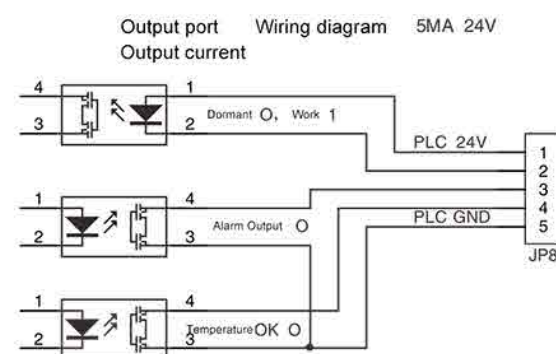 Output port Wiring diagram 5MA 24V
Output current
4 1
3 2
Dormant O, Work 1
PLC 24V
1
2
3
4
5
JP8
1 4
2 3
Alarm Output O
PLC GND
1 4
2 3
Temperature OK O